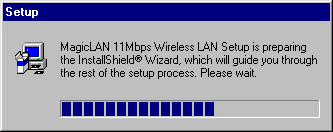 Setup
MagicLAN 11Mbps Wireless LAN Setup is preparing
the InstallShield® Wizard, which will guide you through
the rest of the setup process. Please wait.